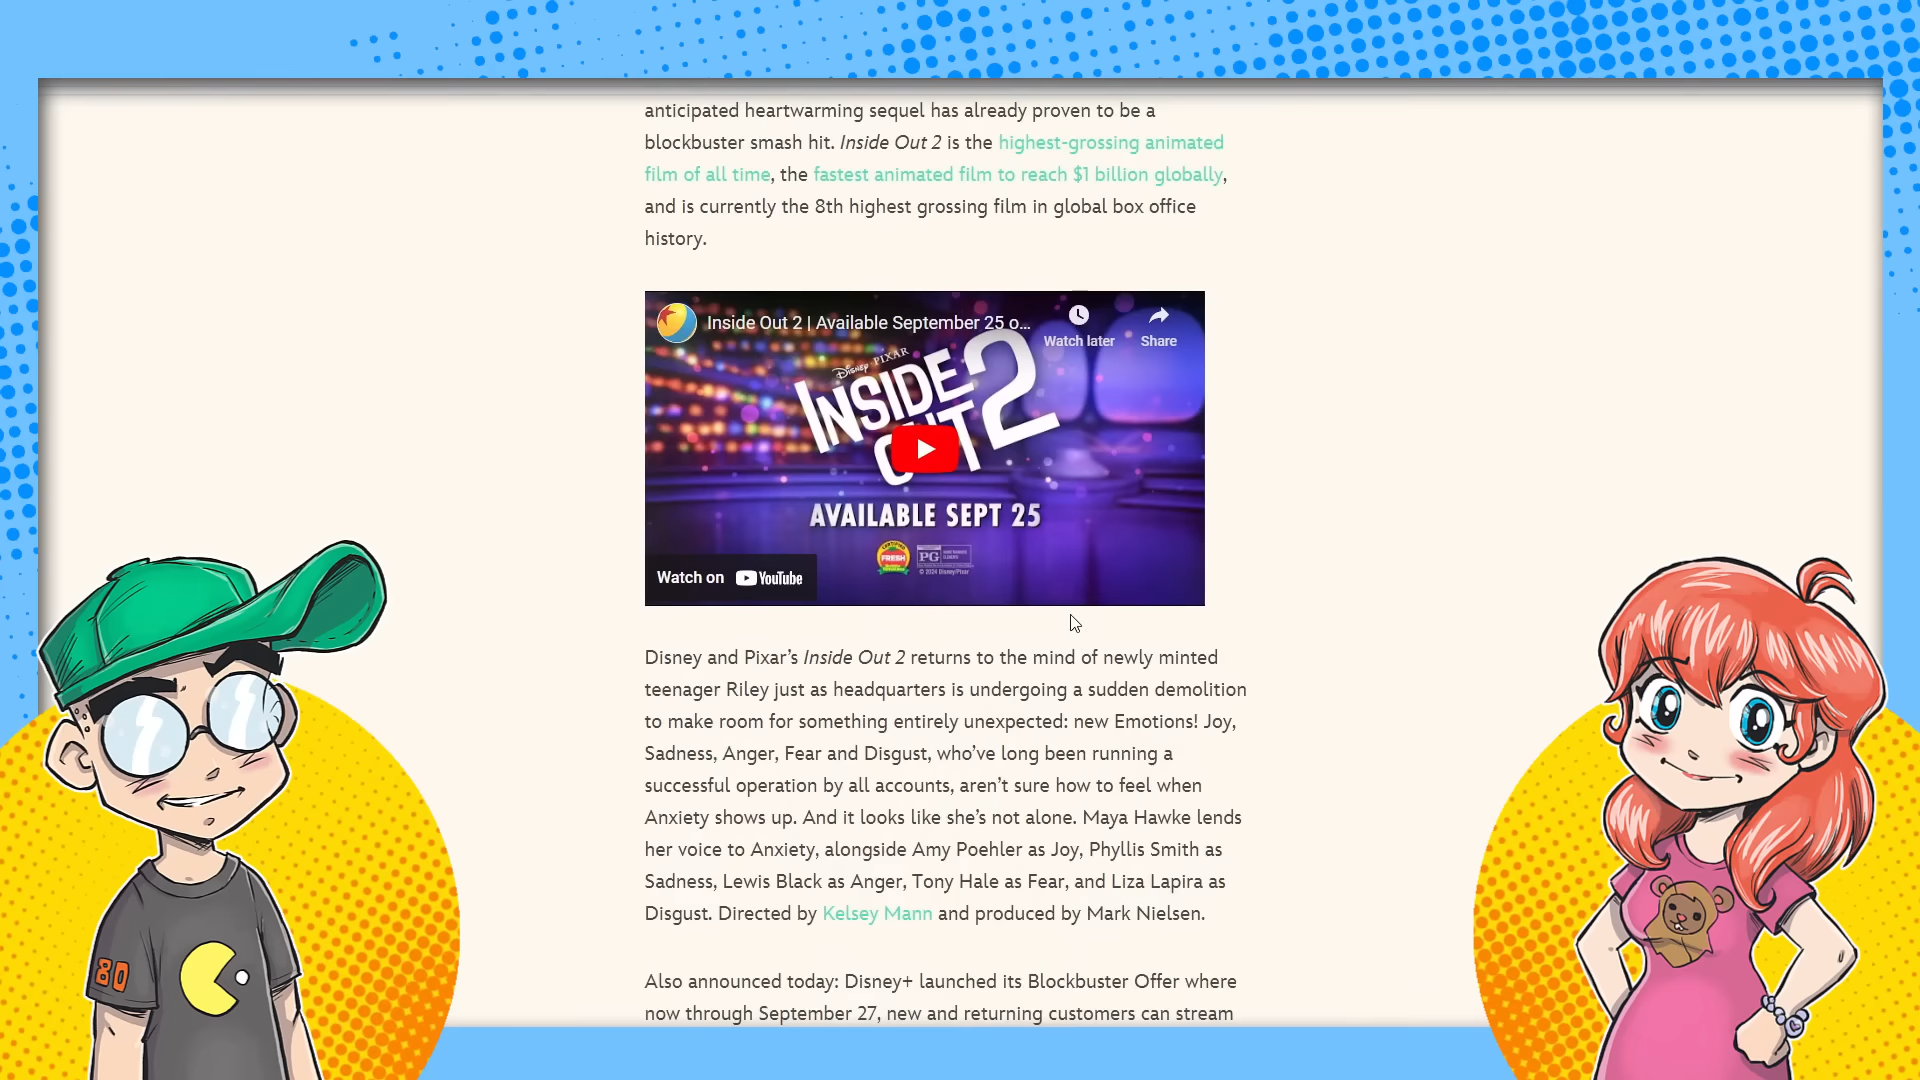 anticipated heartwarming sequel has already proven to be a
blockbuster smash hit. Inside Out 2 is the highest-grossing animated
film of all time, the fastest animated film to reach $1 billion globally,
and is currently the 8th highest grossing film in global box office
history.
Inside Out 2 | Available September 25 o...
Watch later
Share
DISNEY PIXAR
INSIDE
OUT 2
AVAILABLE SEPT 25
CERTIFIED
FRESH
PG
© 2024 Disney/Pixar
Watch on YouTube
Disney and Pixar’s Inside Out 2 returns to the mind of newly minted
teenager Riley just as headquarters is undergoing a sudden demolition
to make room for something entirely unexpected: new Emotions! Joy,
Sadness, Anger, Fear and Disgust, who’ve long been running a
successful operation by all accounts, aren’t sure how to feel when
Anxiety shows up. And it looks like she’s not alone. Maya Hawke lends
her voice to Anxiety, alongside Amy Poehler as Joy, Phyllis Smith as
Sadness, Lewis Black as Anger, Tony Hale as Fear, and Liza Lapira as
Disgust. Directed by Kelsey Mann and produced by Mark Nielsen.
Also announced today: Disney+ launched its Blockbuster Offer where
now through September 27, new and returning customers can stream
80